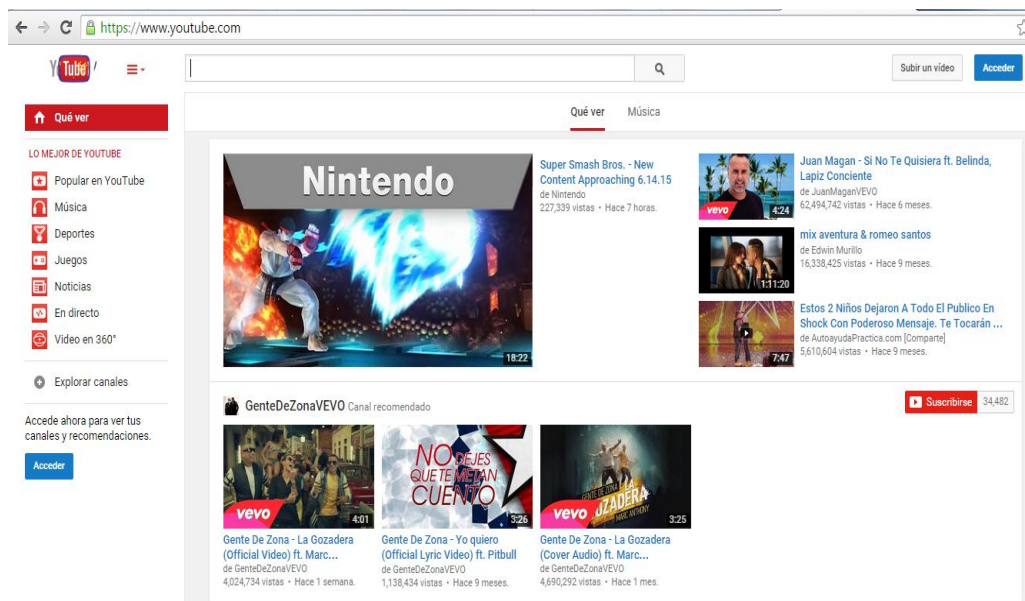 https://www.youtube.com
Tube
Subir un vídeo
Acceder
Qué ver
Qué ver
Música
LO MEJOR DE YOUTUBE
Popular en YouTube
Música
Deportes
Juegos
Noticias
En directo
Video en 360°
Explorar canales
Accede ahora para ver tus
canales y recomendaciones.
Acceder
Nintendo
18:22
Super Smash Bros. - New
Content Approaching 6.14.15
de Nintendo
227,339 vistas • Hace 7 horas.
vevo
4:24
Juan Magan - Si No Te Quisiera ft. Belinda,
Lapiz Conciente
de JuanMaganVEVO
62,494,742 vistas • Hace 6 meses.
1:11:20
mix aventura & romeo santos
de Edwin Murillo
16,338,425 vistas • Hace 9 meses.
7:47
Estos 2 Niños Dejaron A Todo El Publico En
Shock Con Poderoso Mensaje. Te Tocarán ...
de AutoayudaPractica.com [Comparte]
5,610,604 vistas • Hace 9 meses.
GenteDeZonaVEVO Canal recomendado
Suscribirse 34,482
vevo
4:01
Gente De Zona - La Gozadera
(Official Video) ft. Marc...
de GenteDeZonaVEVO
4,024,734 vistas • Hace 1 semana.
NO DEJES
QUE TE METAN
CUENTO
3:26
Gente De Zona - Yo quiero
(Official Lyric Video) ft. Pitbull
de GenteDeZonaVEVO
1,138,434 vistas • Hace 9 meses.
GENTE DE ZONA
LA
GOZADERA
MARC ANTHONY
vevo
3:25
Gente De Zona - La Gozadera
(Cover Audio) ft. Marc...
de GenteDeZonaVEVO
4,690,292 vistas • Hace 1 mes.